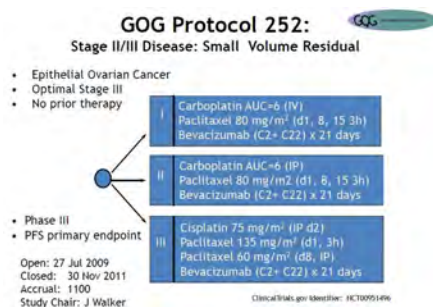 GOG Protocol 252:
GOG
Stage II/III Disease: Small Volume Residual
• Epithelial Ovarian Cancer
• Optimal Stage III
• No prior therapy
I
Carboplatin AUC=6 (IV)
Paclitaxel 80 mg/m² (d1, 8, 15 3h)
Bevacizumab (C2+ C22) x 21 days
II
Carboplatin AUC=6 (IP)
Paclitaxel 80 mg/m2 (d1, 8, 15 3h)
Bevacizumab (C2+ C22) x 21 days
III
Cisplatin 75 mg/m² (IP d2)
Paclitaxel 135 mg/m² (d1, 3h)
Paclitaxel 60 mg/m² (d8, IP)
Bevacizumab (C2+ C22) x 21 days
• Phase III
• PFS primary endpoint
Open: 27 Jul 2009
Closed: 30 Nov 2011
Accrual: 1100
Study Chair: J Walker
ClinicalTrials.gov Identifier: NCT00951496